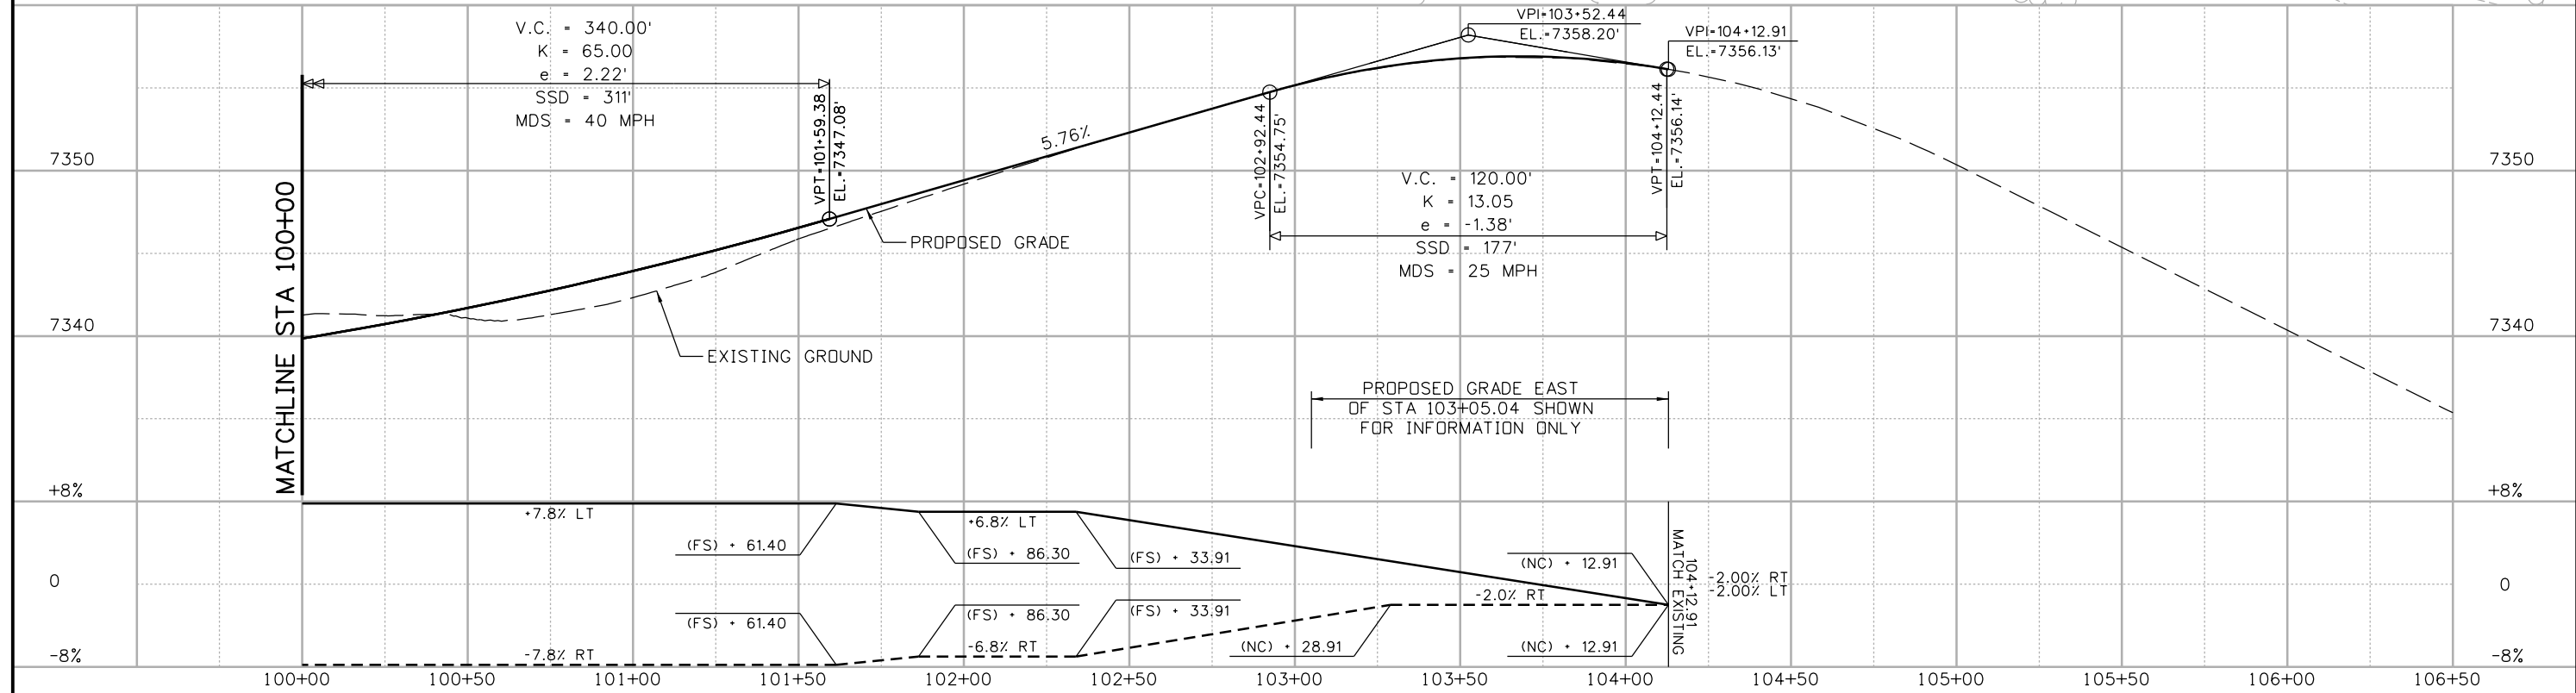 V.C. = 340.00'
K = 65.00
e = 2.22'
SSD = 311'
MDS = 40 MPH
VPI=103+52.44
EL.=7358.20'
VPI=104+12.91
EL.=7356.13'
VPT=101+59.38
EL.=7347.08'
5.76%
VPC=102+92.44
EL.=7354.75'
VPT=104+12.44
EL.=7356.14'
7350
7350
V.C. = 120.00'
K = 13.05
e = -1.38'
SSD = 177'
MDS = 25 MPH
MATCHLINE STA 100+00
PROPOSED GRADE
7340
7340
EXISTING GROUND
PROPOSED GRADE EAST
OF STA 103+05.04 SHOWN
FOR INFORMATION ONLY
+8%
+8%
+7.8% LT
+6.8% LT
(FS) + 61.40
(FS) + 86.30
(FS) + 33.91
(NC) + 12.91
104+12.91
MATCH EXISTING
-2.00% RT
-2.00% LT
0
0
(FS) + 61.40
(FS) + 86.30
(FS) + 33.91
-2.0% RT
-7.8% RT
-6.8% RT
(NC) + 28.91
(NC) + 12.91
-8%
-8%
100+00 100+50 101+00 101+50 102+00 102+50 103+00 103+50 104+00 104+50 105+00 105+50 106+00 106+50